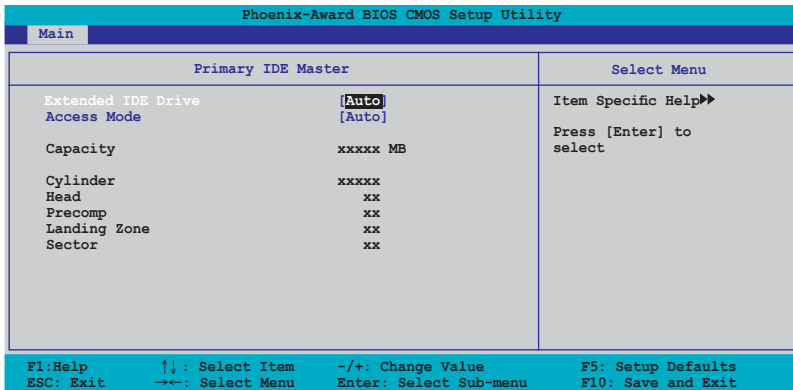 Phoenix-Award BIOS CMOS Setup Utility
Main
Primary IDE Master
Select Menu
Extended IDE Drive [Auto]
Access Mode [Auto]
Capacity xxxxx MB
Cylinder xxxxx
Head xx
Precomp xx
Landing Zone xx
Sector xx
Item Specific Help▶▶
Press [Enter] to
select
F1:Help ↑↓ : Select Item -/+: Change Value F5: Setup Defaults
ESC: Exit →←: Select Menu Enter: Select Sub-menu F10: Save and Exit